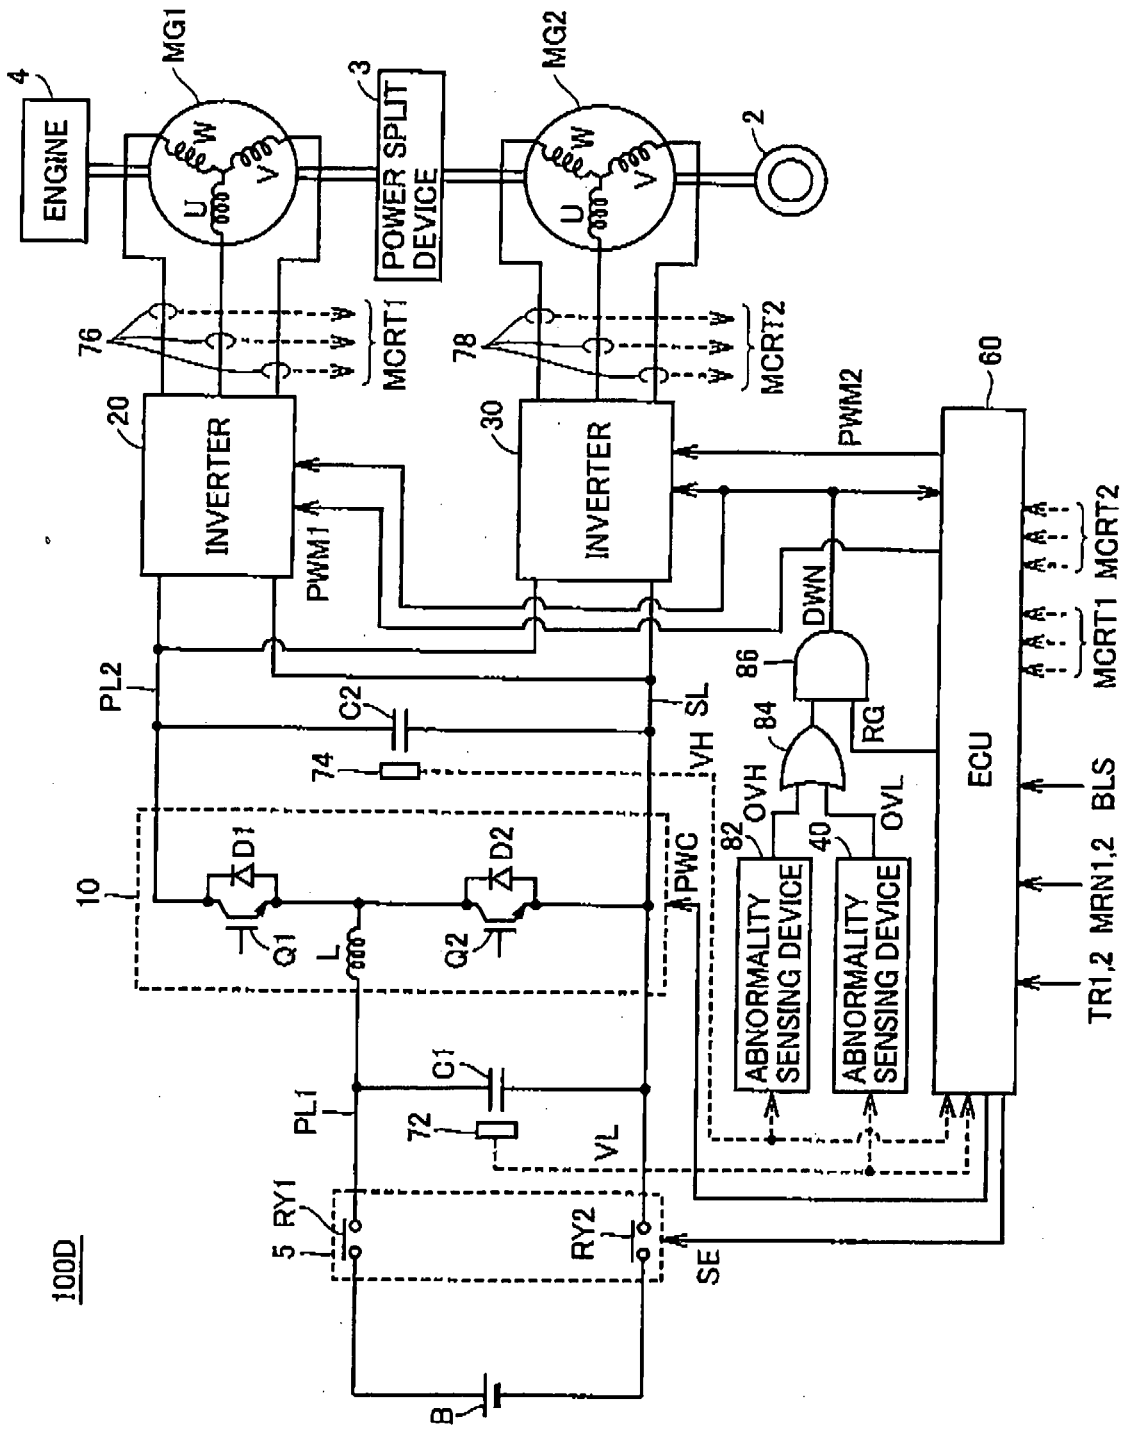 100D
B
5
RY1
RY2
SE
PL1
72
C1
VL
10
Q1
D1
L
Q2
D2
PWC
PL2
74
C2
VH
SL
20
INVERTER
PWM1
30
INVERTER
PWM2
76
MCRT1
78
MCRT2
4
ENGINE
MG1
U
V
W
3
POWER SPLIT
DEVICE
MG2
U
V
W
2
82
ABNORMALITY
SENSING DEVICE
OVH
40
ABNORMALITY
SENSING DEVICE
OVL
84
86
RG
DWN
60
ECU
TR1,2
MRN1,2
BLS
MCRT1
MCRT2